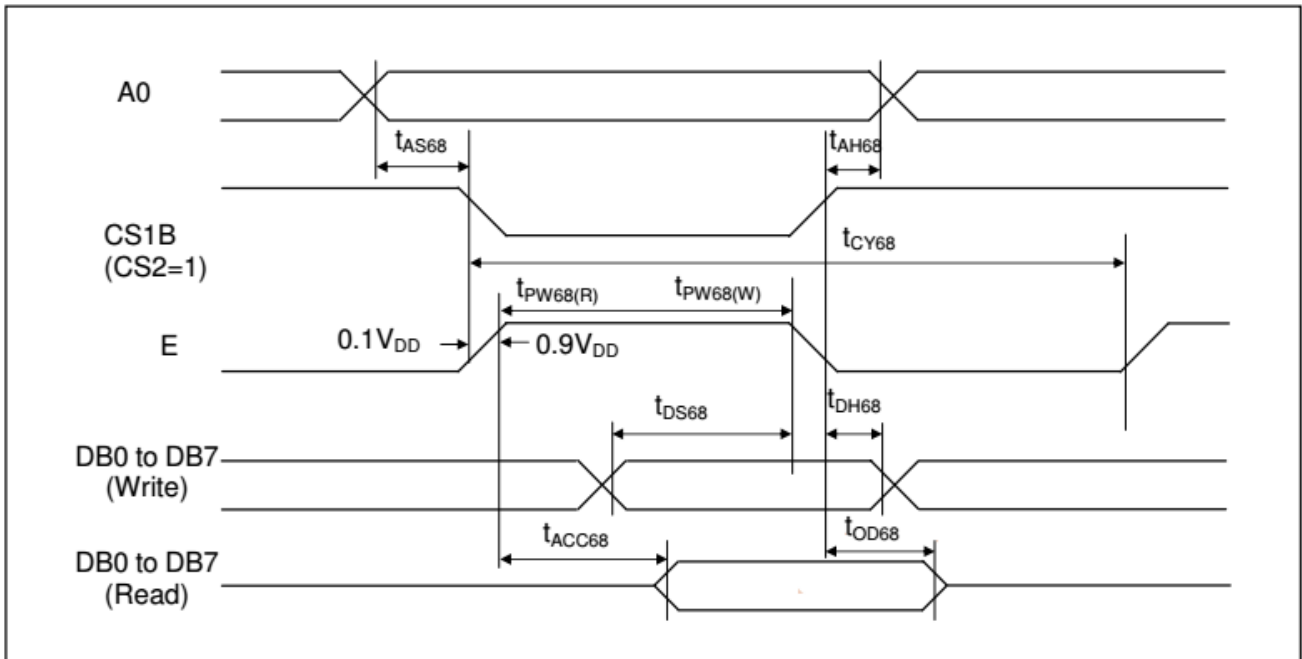 A0
tAS68
tAH68
CS1B
(CS2=1)
tCY68
tPW68(R)
tPW68(W)
E
0.1VDD
0.9VDD
tDS68
tDH68
DB0 to DB7
(Write)
tACC68
tOD68
DB0 to DB7
(Read)